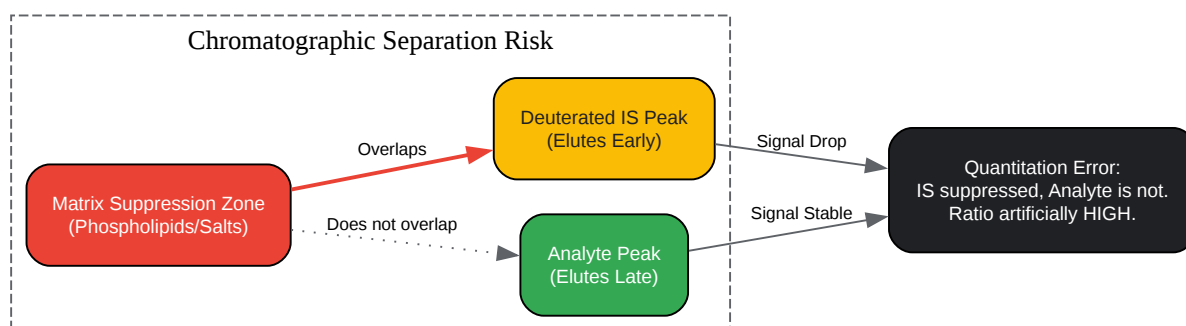 Chromatographic Separation Risk
Matrix Suppression Zone
(Phospholipids/Salts)
Overlaps
Does not overlap
Deuterated IS Peak
(Elutes Early)
Analyte Peak
(Elutes Late)
Signal Drop
Signal Stable
Quantitation Error:
IS suppressed, Analyte is not.
Ratio artificially HIGH.